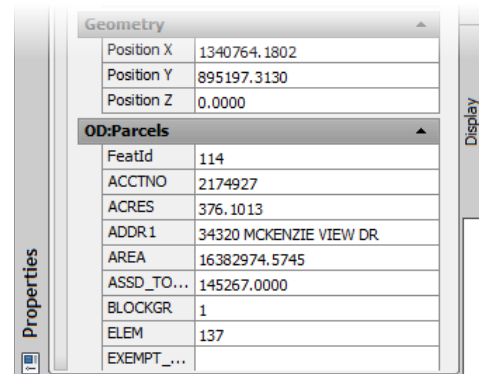 Geometry
Position X 1340764.1802
Position Y 895197.3130
Position Z 0.0000
OD:Parcels
FeatId 114
ACCTNO 2174927
ACRES 376.1013
ADDR1 34320 MCKENZIE VIEW DR
AREA 16382974.5745
ASSD_TO... 145267.0000
BLOCKGR 1
ELEM 137
EXEMPT_...
Properties
Display